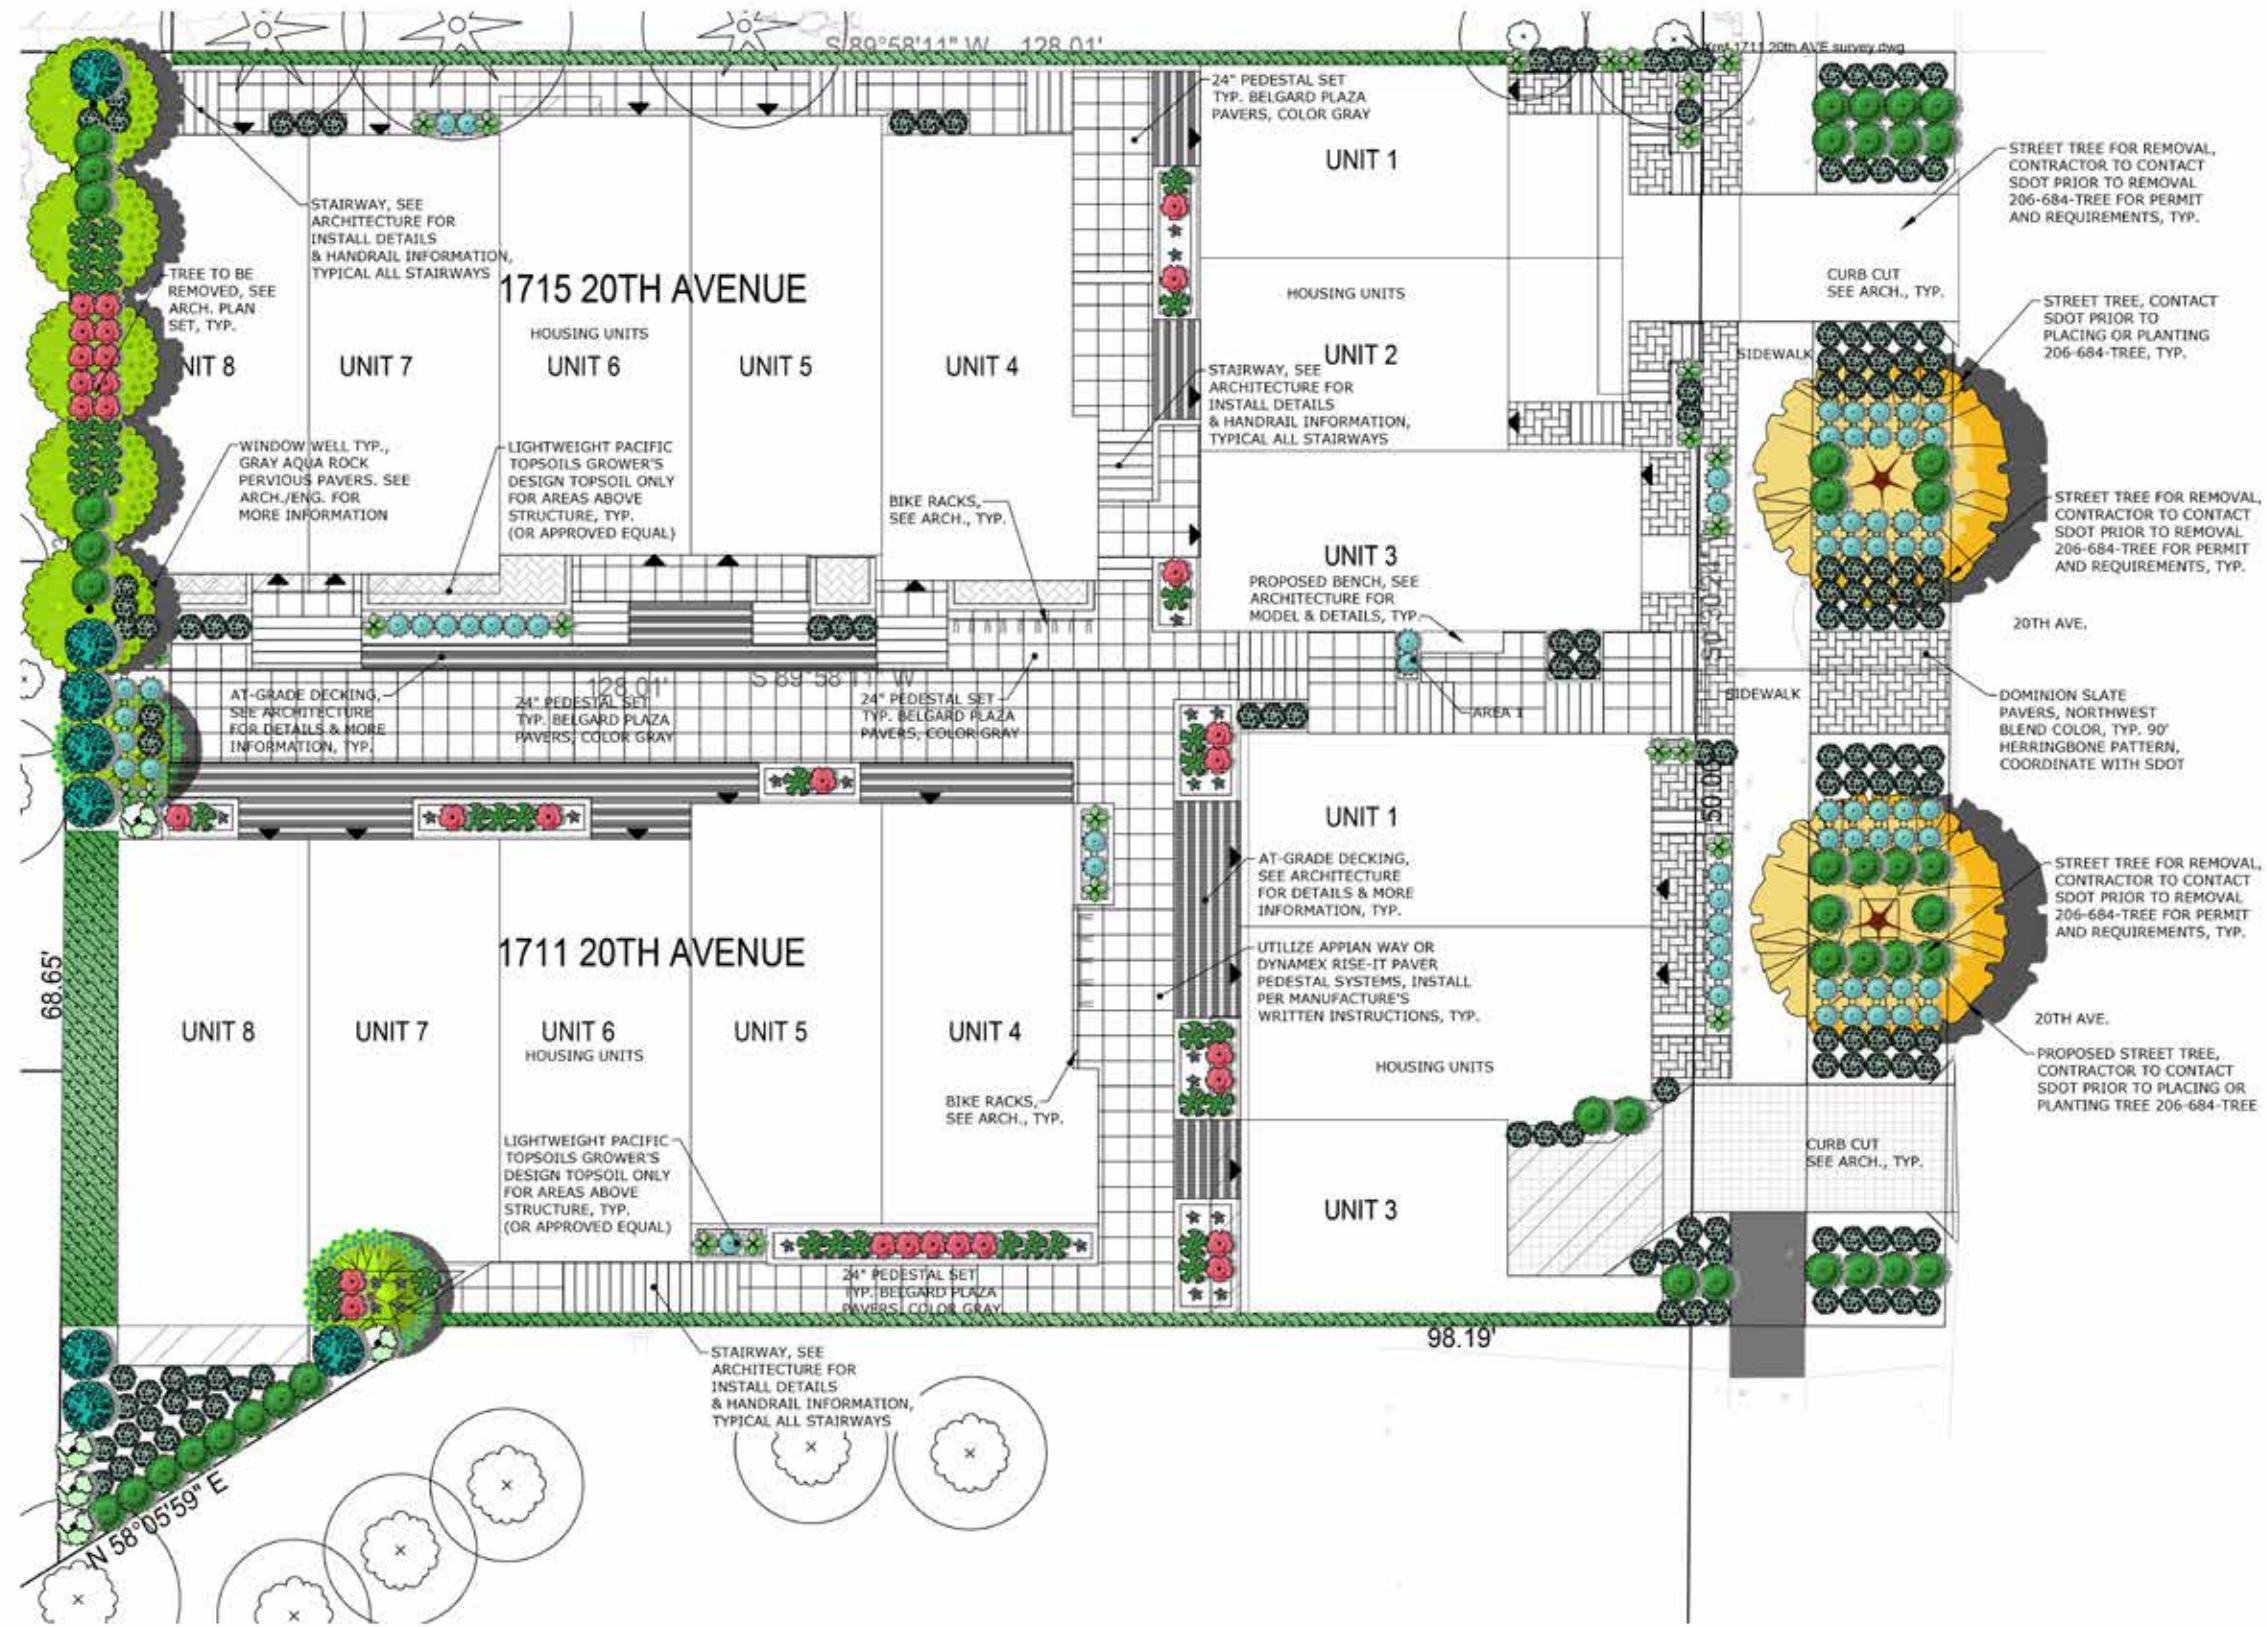 S 89°58'11" W 128.01'
1711 20th AVE survey.dwg
24" PEDESTAL SET
TYP. BELGARD PLAZA
PAVERS, COLOR GRAY
UNIT 1
STREET TREE FOR REMOVAL,
CONTRACTOR TO CONTACT
SDOT PRIOR TO REMOVAL
206-684-TREE FOR PERMIT
AND REQUIREMENTS, TYP.
STAIRWAY, SEE
ARCHITECTURE FOR
INSTALL DETAILS
& HANDRAIL INFORMATION,
TYPICAL ALL STAIRWAYS
TREE TO BE
REMOVED, SEE
ARCH. PLAN
SET, TYP.
1715 20TH AVENUE
HOUSING UNITS
HOUSING UNITS
CURB CUT
SEE ARCH., TYP.
STREET TREE, CONTACT
SDOT PRIOR TO
PLACING OR PLANTING
206-684-TREE, TYP.
NIT 8
UNIT 7
UNIT 6
UNIT 5
UNIT 4
UNIT 2
SIDEWALK
STAIRWAY, SEE
ARCHITECTURE FOR
INSTALL DETAILS
& HANDRAIL INFORMATION,
TYPICAL ALL STAIRWAYS
WINDOW WELL TYP.,
GRAY AQUA ROCK
PERVIOUS PAVERS. SEE
ARCH./ENG. FOR
MORE INFORMATION
LIGHTWEIGHT PACIFIC
TOPSOILS GROWER'S
DESIGN TOPSOIL ONLY
FOR AREAS ABOVE
STRUCTURE, TYP.
(OR APPROVED EQUAL)
BIKE RACKS,
SEE ARCH., TYP.
STREET TREE FOR REMOVAL,
CONTRACTOR TO CONTACT
SDOT PRIOR TO REMOVAL
206-684-TREE FOR PERMIT
AND REQUIREMENTS, TYP.
UNIT 3
PROPOSED BENCH, SEE
ARCHITECTURE FOR
MODEL & DETAILS, TYP.
20TH AVE.
128.01' S 89°58'11" W
AT-GRADE DECKING,
SEE ARCHITECTURE
FOR DETAILS & MORE
INFORMATION, TYP.
24" PEDESTAL SET
TYP. BELGARD PLAZA
PAVERS, COLOR GRAY
24" PEDESTAL SET
TYP. BELGARD PLAZA
PAVERS, COLOR GRAY
AREA 1
SIDEWALK
DOMINION SLATE
PAVERS, NORTHWEST
BLEND COLOR, TYP. 90°
HERRINGBONE PATTERN,
COORDINATE WITH SDOT
50.00'
UNIT 1
AT-GRADE DECKING,
SEE ARCHITECTURE
FOR DETAILS & MORE
INFORMATION, TYP.
STREET TREE FOR REMOVAL,
CONTRACTOR TO CONTACT
SDOT PRIOR TO REMOVAL
206-684-TREE FOR PERMIT
AND REQUIREMENTS, TYP.
1711 20TH AVENUE
UTILIZE APPIAN WAY OR
DYNAMEX RISE-IT PAVER
PEDESTAL SYSTEMS, INSTALL
PER MANUFACTURE'S
WRITTEN INSTRUCTIONS, TYP.
68.65'
UNIT 8
UNIT 7
UNIT 6
UNIT 5
UNIT 4
HOUSING UNITS
HOUSING UNITS
20TH AVE.
PROPOSED STREET TREE,
CONTRACTOR TO CONTACT
SDOT PRIOR TO PLACING OR
PLANTING TREE 206-684-TREE
BIKE RACKS,
SEE ARCH., TYP.
LIGHTWEIGHT PACIFIC
TOPSOILS GROWER'S
DESIGN TOPSOIL ONLY
FOR AREAS ABOVE
STRUCTURE, TYP.
(OR APPROVED EQUAL)
CURB CUT
SEE ARCH., TYP.
UNIT 3
24" PEDESTAL SET
TYP. BELGARD PLAZA
PAVERS, COLOR GRAY
98.19'
STAIRWAY, SEE
ARCHITECTURE FOR
INSTALL DETAILS
& HANDRAIL INFORMATION,
TYPICAL ALL STAIRWAYS
N 58°05'59" E